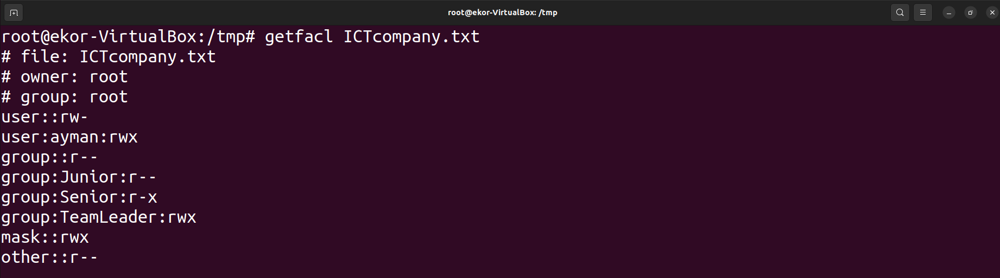 root@ekor-VirtualBox: /tmp
root@ekor-VirtualBox:/tmp# getfacl ICTcompany.txt
# file: ICTcompany.txt
# owner: root
# group: root
user::rw-
user:ayman:rwx
group::r--
group:Junior:r--
group:Senior:r-x
group:TeamLeader:rwx
mask::rwx
other::r--